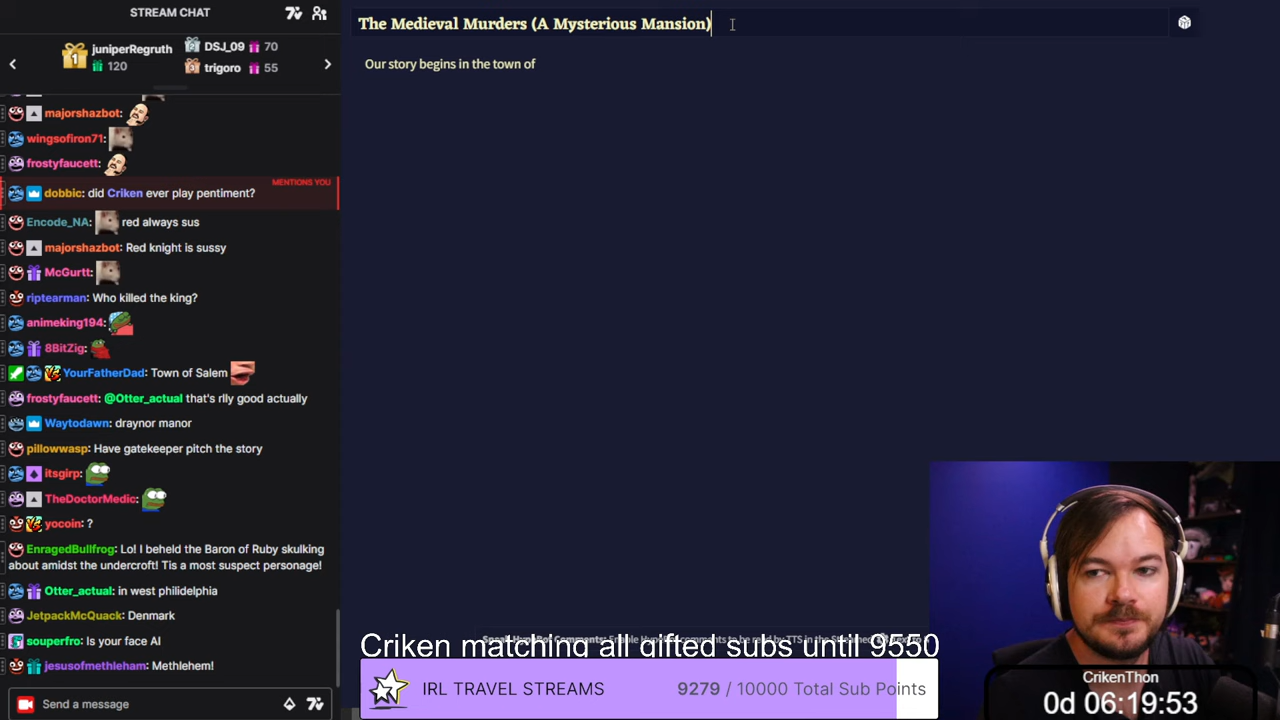 STREAM CHAT
juniperRegruth
120
DSJ_09 70
trigoro 55
majorshazbot:
wingsofiron71:
frostyfaucett:
MENTIONS YOU
dobbic: did Criken ever play pentiment?
Encode_NA: red always sus
majorshazbot: Red knight is sussy
McGurtt:
riptearman: Who killed the king?
animeking194:
8BitZig:
YourFatherDad: Town of Salem
frostyfaucett: @Otter_actual that's rlly good actually
Waytodawn: draynor manor
pillowwasp: Have gatekeeper pitch the story
itsgirp:
TheDoctorMedic:
yocoin: ?
EnragedBullfrog: Lo! I beheld the Baron of Ruby skulking
about amidst the undercroft! Tis a most suspect personage!
Otter_actual: in west philidelphia
JetpackMcQuack: Denmark
souperfro: Is your face AI
jesusofmethleham: Methlehem!
Send a message
The Medieval Murders (A Mysterious Mansion)
Our story begins in the town of
Criken matching all gifted subs until 9550
IRL TRAVEL STREAMS 9279 / 10000 Total Sub Points
CrikenThon
0d 06:19:53